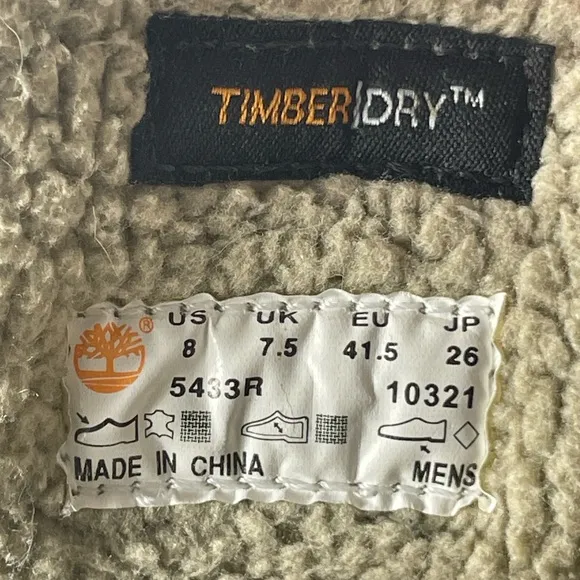 TIMBER/DRY™
® US UK EU JP
8 7.5 41.5 26
5433R 10321
MADE IN CHINA MENS